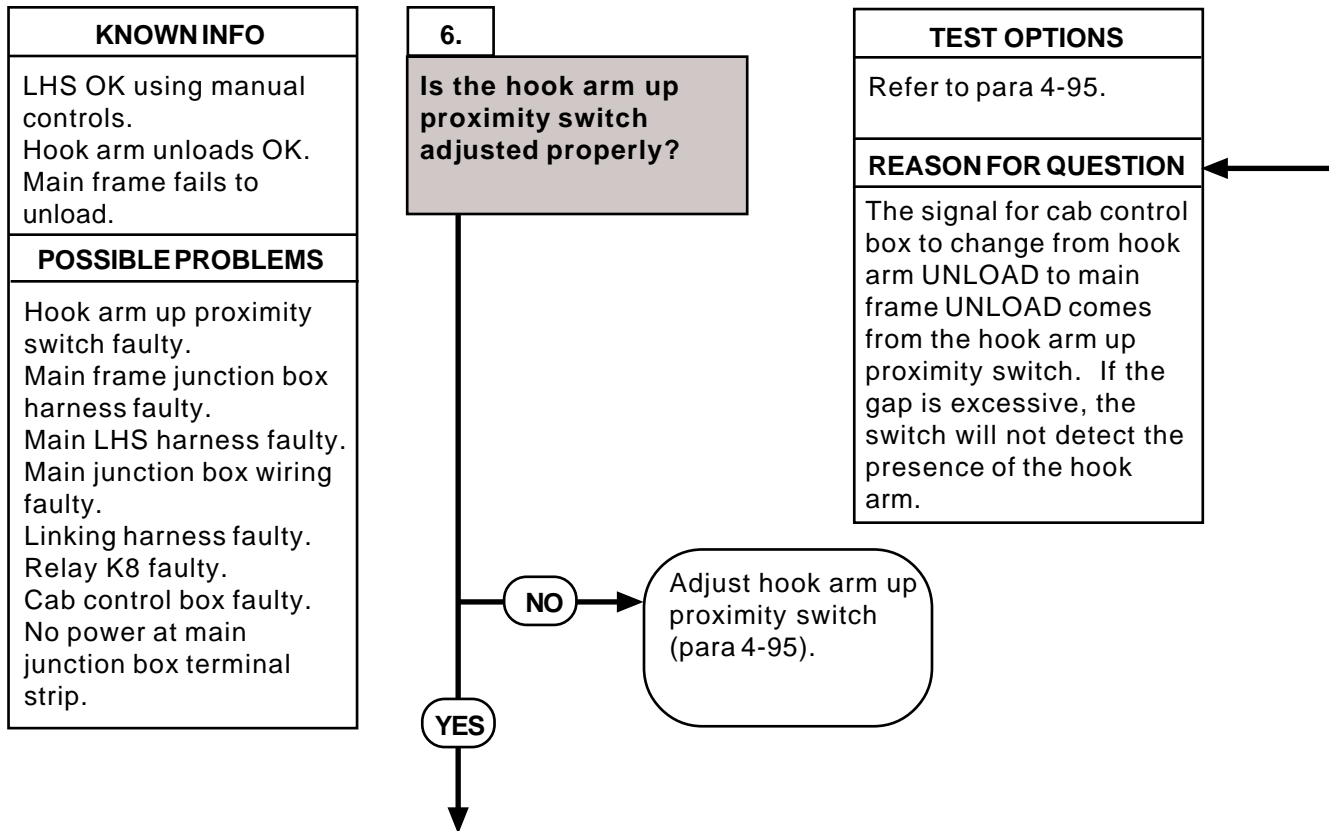 KNOWN INFO
LHS OK using manual
controls.
Hook arm unloads OK.
Main frame fails to
unload.
POSSIBLE PROBLEMS
Hook arm up proximity
switch faulty.
Main frame junction box
harness faulty.
Main LHS harness faulty.
Main junction box wiring
faulty.
Linking harness faulty.
Relay K8 faulty.
Cab control box faulty.
No power at main
junction box terminal
strip.
6.
Is the hook arm up
proximity switch
adjusted properly?
NO
Adjust hook arm up
proximity switch
(para 4-95).
YES
TEST OPTIONS
Refer to para 4-95.
REASON FOR QUESTION
The signal for cab control
box to change from hook
arm UNLOAD to main
frame UNLOAD comes
from the hook arm up
proximity switch. If the
gap is excessive, the
switch will not detect the
presence of the hook
arm.